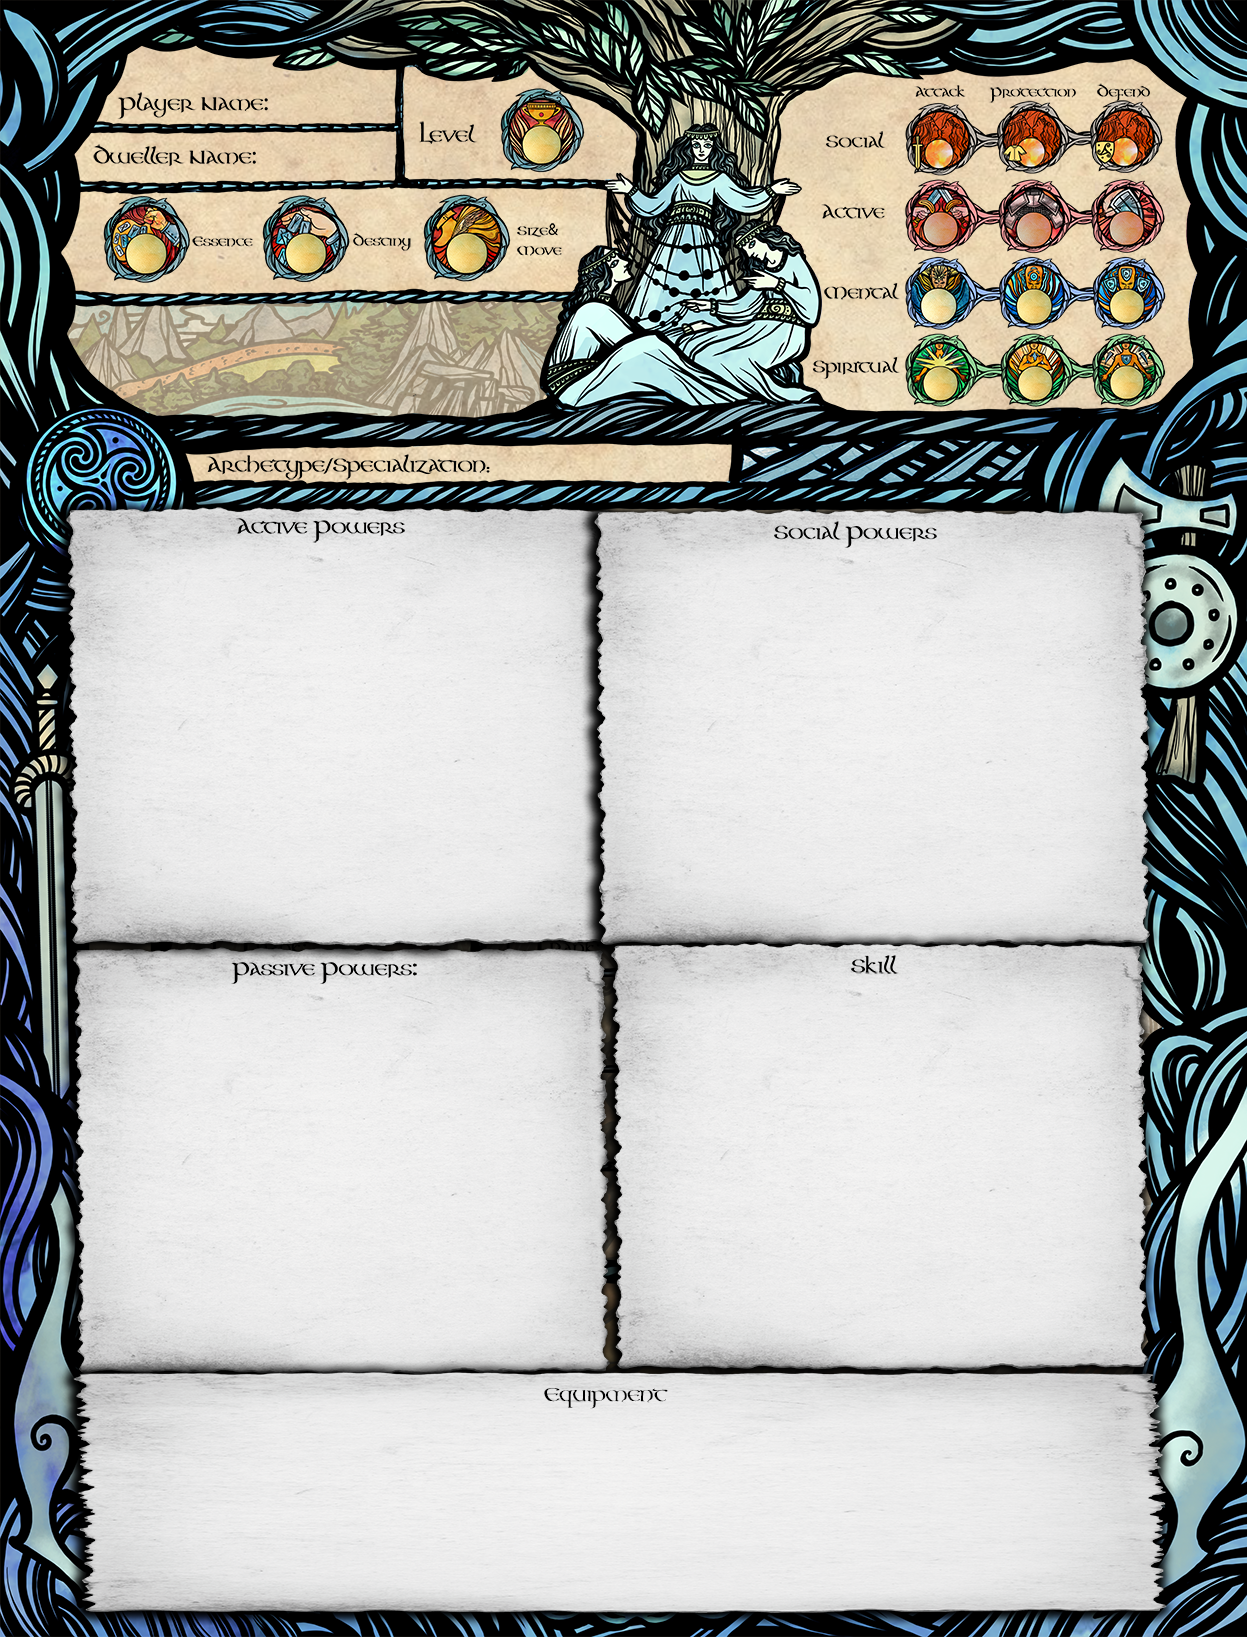 Player Name:
Dweller Name:
Level
Essence
Destiny
Size&
Move
Attack Protection Defend
Social
Active
Mental
Spiritual
Archetype/Specialization:
Active Powers
Social Powers
Passive Powers:
Skill
Equipment